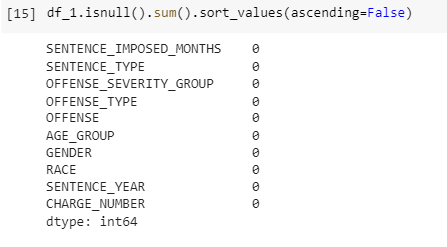 [15] df_1.isnull().sum().sort_values(ascending=False)
SENTENCE_IMPOSED_MONTHS    0
SENTENCE_TYPE              0
OFFENSE_SEVERITY_GROUP     0
OFFENSE_TYPE               0
OFFENSE                    0
AGE_GROUP                  0
GENDER                     0
RACE                       0
SENTENCE_YEAR              0
CHARGE_NUMBER              0
dtype: int64